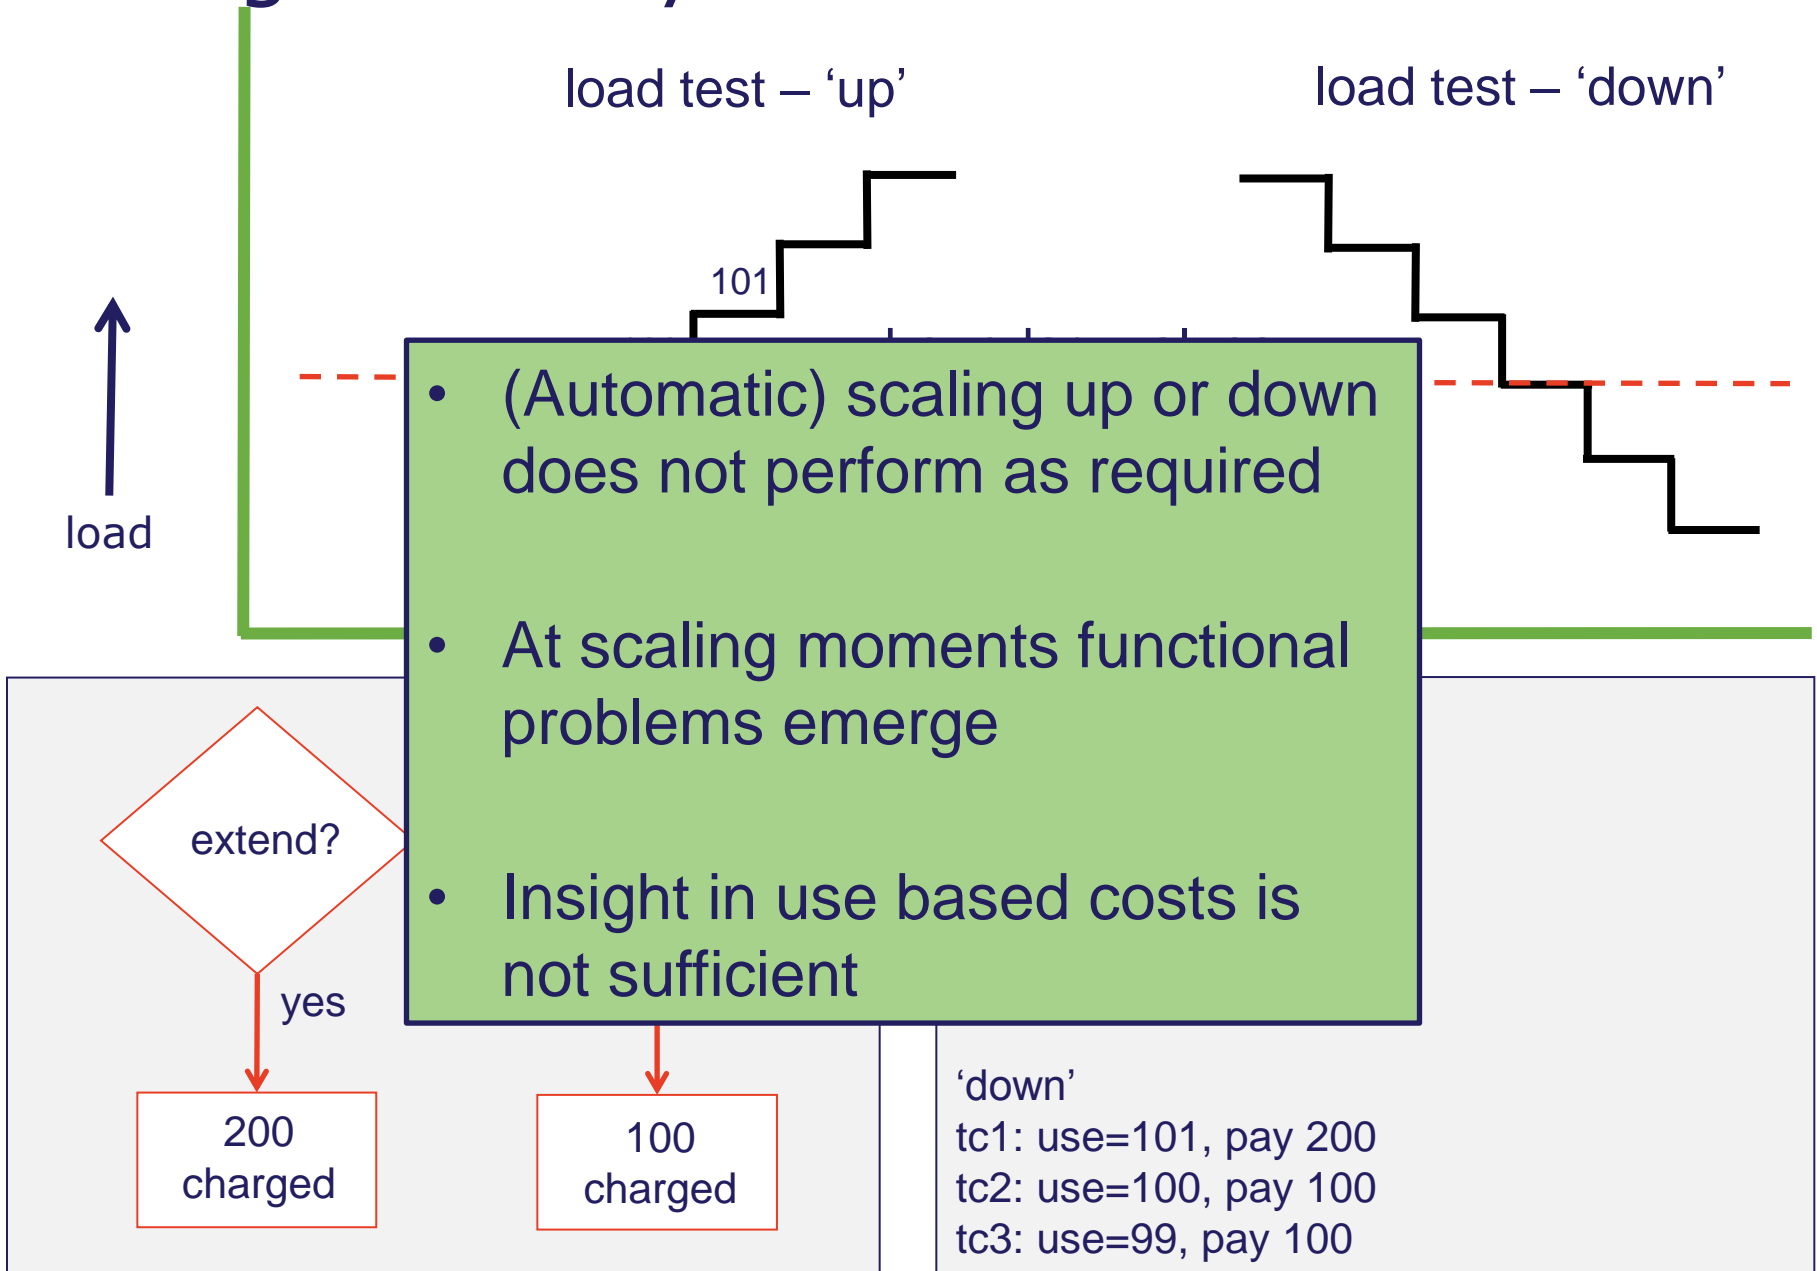 load test – ‘up’
load test – ‘down’
101
load
• (Automatic) scaling up or down
does not perform as required
• At scaling moments functional
problems emerge
• Insight in use based costs is
not sufficient
extend?
yes
200
charged
100
charged
‘down’
tc1: use=101, pay 200
tc2: use=100, pay 100
tc3: use=99, pay 100